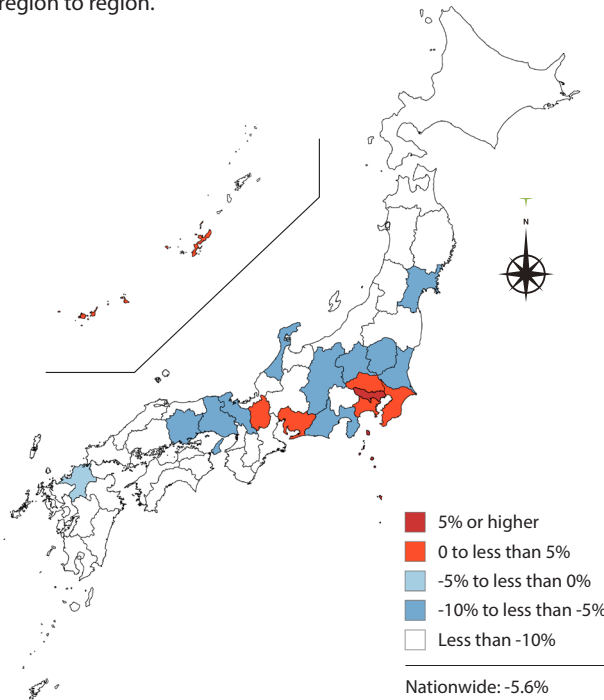 region to region.
N
5% or higher
0 to less than 5%
-5% to less than 0%
-10% to less than -5%
Less than -10%
Nationwide: -5.6%